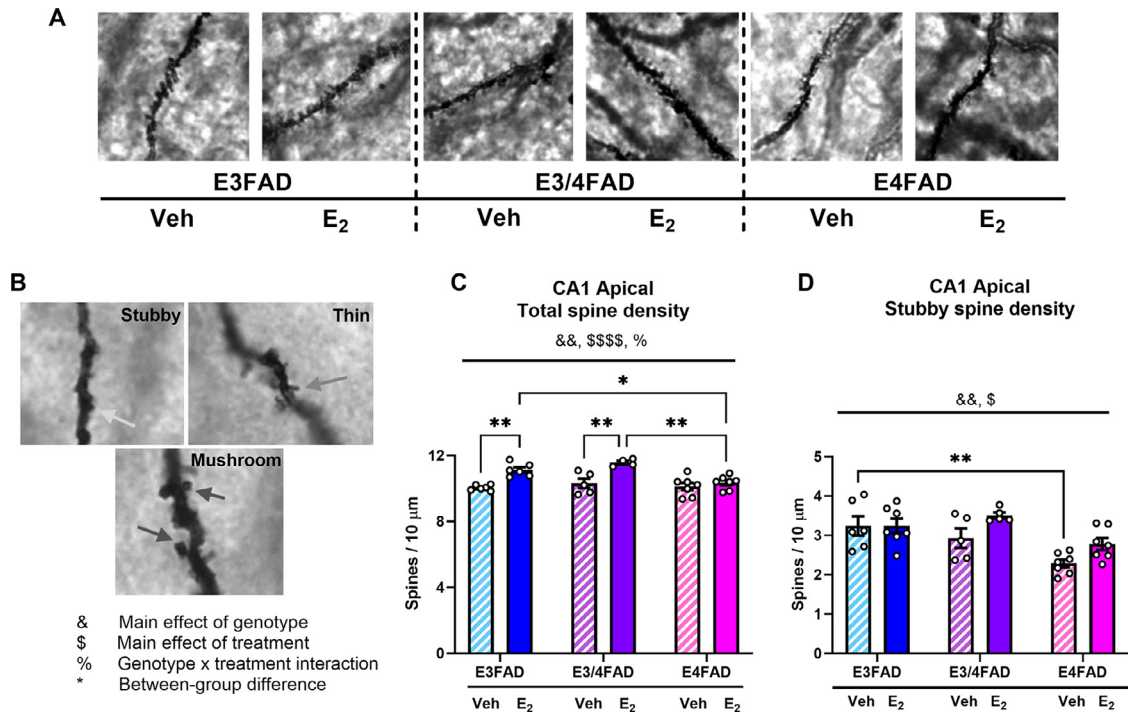 A
E3FAD E3/4FAD E4FAD
Veh E₂ Veh E₂ Veh E₂
B
Stubby
Thin
Mushroom
& Main effect of genotype
$ Main effect of treatment
% Genotype x treatment interaction
* Between-group difference
C
CA1 Apical
Total spine density
&&, $$$$, %
*
** ** **
Spines / 10 μm
12
8
4
0
E3FAD E3/4FAD E4FAD
Veh E₂ Veh E₂ Veh E₂
D
CA1 Apical
Stubby spine density
&&, $
**
Spines / 10 μm
5
4
3
2
1
0
E3FAD E3/4FAD E4FAD
Veh E₂ Veh E₂ Veh E₂